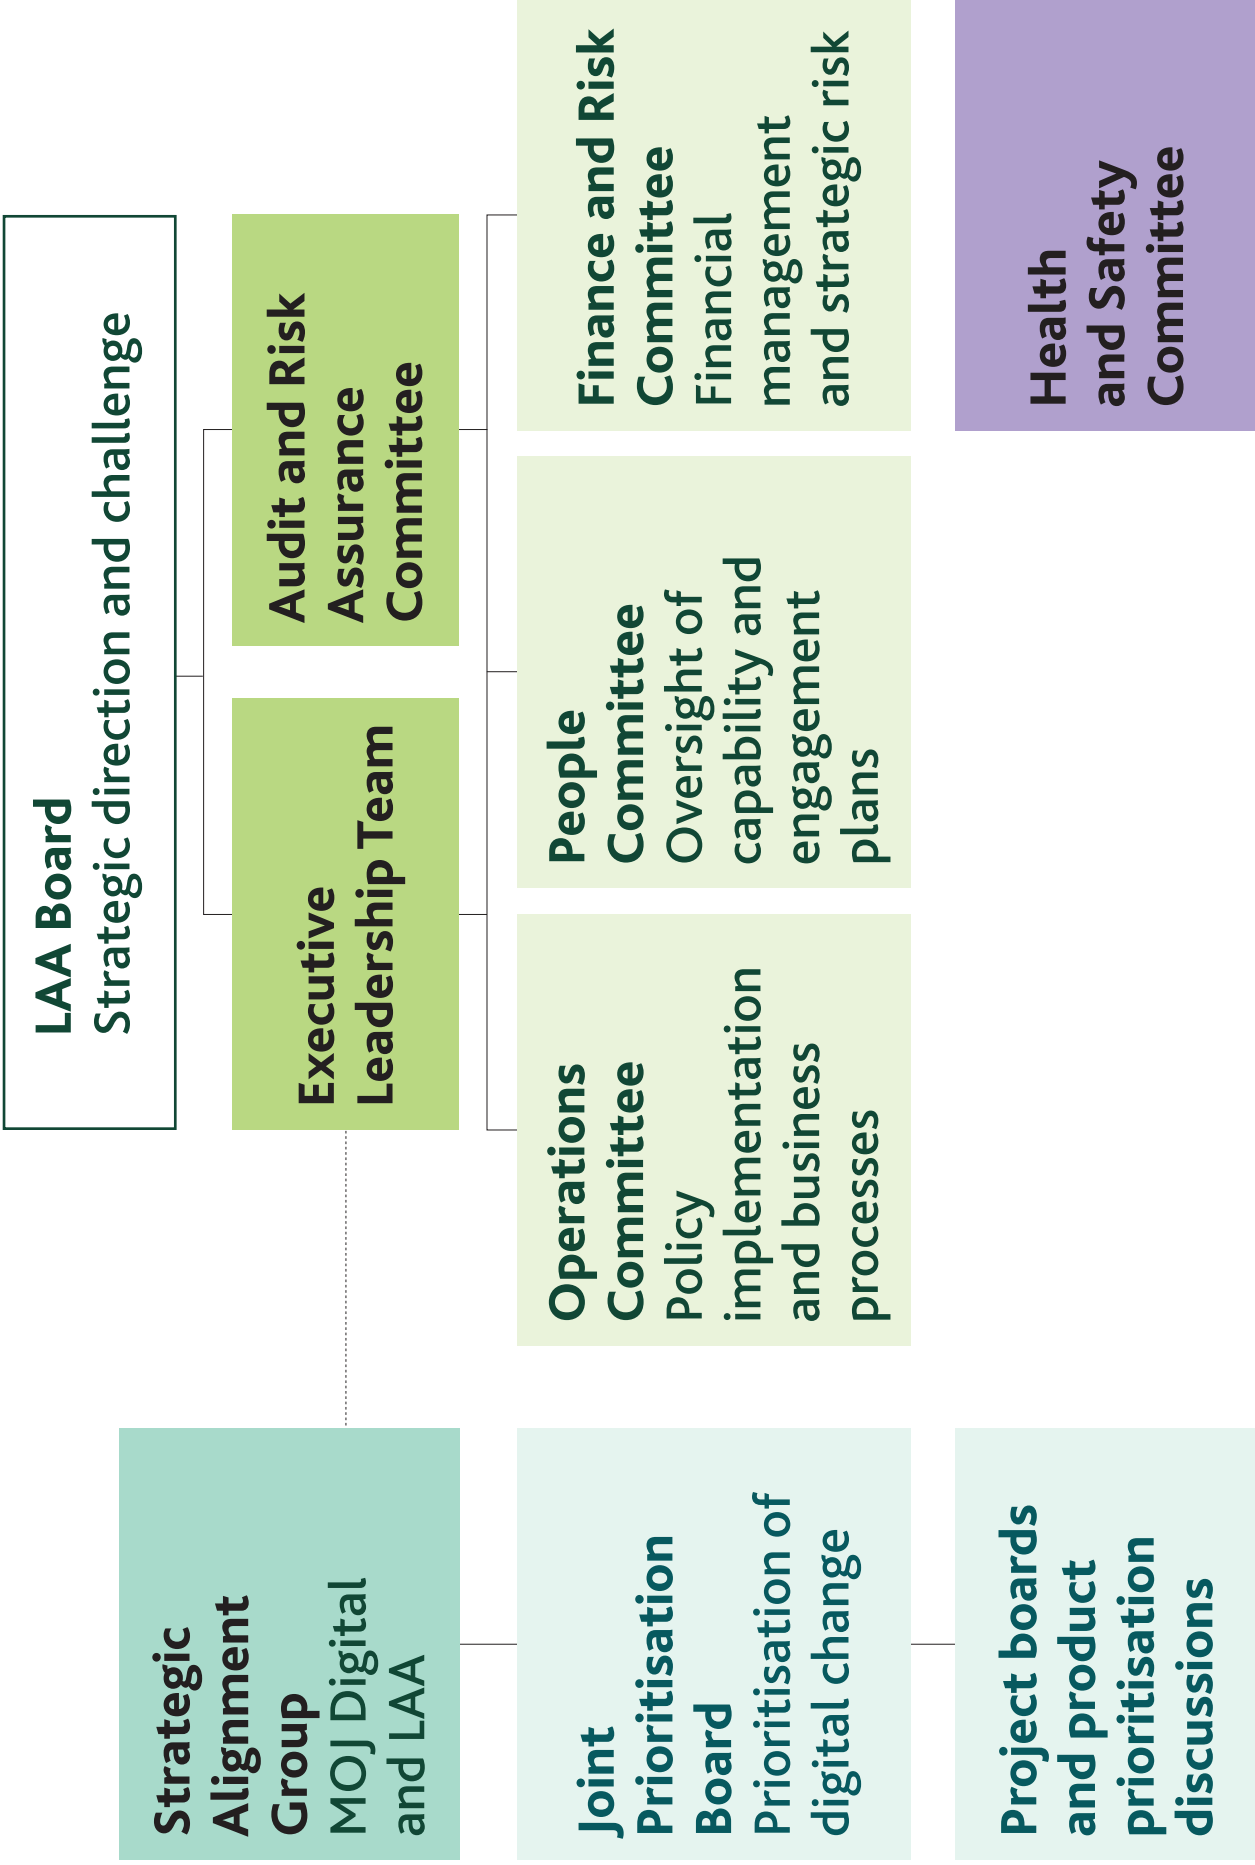 LAA Board
Strategic direction and challenge
Strategic
Alignment
Group
MOJ Digital
and LAA
Executive
Leadership Team
Audit and Risk
Assurance
Committee
Joint
Prioritisation
Board
Prioritisation of
digital change
Operations
Committee
Policy
implementation
and business
processes
People
Committee
Oversight of
capability and
engagement
plans
Finance and Risk
Committee
Financial
management
and strategic risk
Project boards
and product
prioritisation
discussions
Health
and Safety
Committee